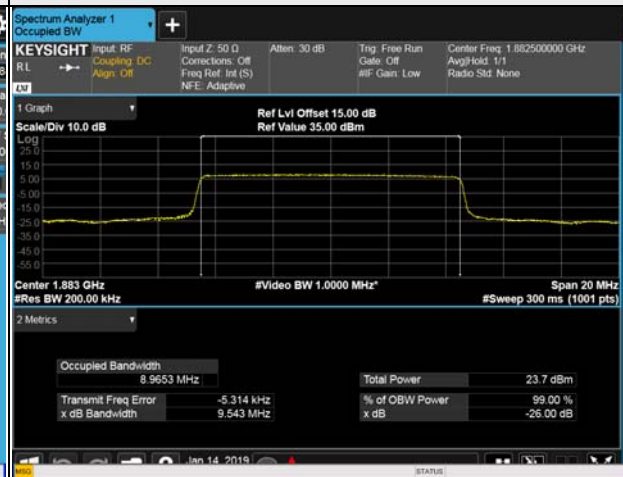 Spectrum Analyzer 1
Occupied BW
+
KEYSIGHT Input: RF Input Z: 50 Ω Atten: 30 dB Trig: Free Run Center Freq: 1.882500000 GHz
RL Coupling: DC Corrections: Off Gate: Off Avg|Hold: 1/1
Align: Off Freq Ref: Int (S) #IF Gain: Low Radio Std: None
LXI NFE: Adaptive
1 Graph
Ref Lvl Offset 15.00 dB
Scale/Div 10.0 dB Ref Value 35.00 dBm
Log
25.0
15.0
5.00
-5.00
-15.0
-25.0
-35.0
-45.0
-55.0
Center 1.883 GHz #Video BW 1.0000 MHz* Span 20 MHz
#Res BW 200.00 kHz #Sweep 300 ms (1001 pts)
2 Metrics
Occupied Bandwidth
8.9653 MHz Total Power 23.7 dBm
Transmit Freq Error -5.314 kHz % of OBW Power 99.00 %
x dB Bandwidth 9.543 MHz x dB -26.00 dB
Jan 14, 2019
MSG STATUS